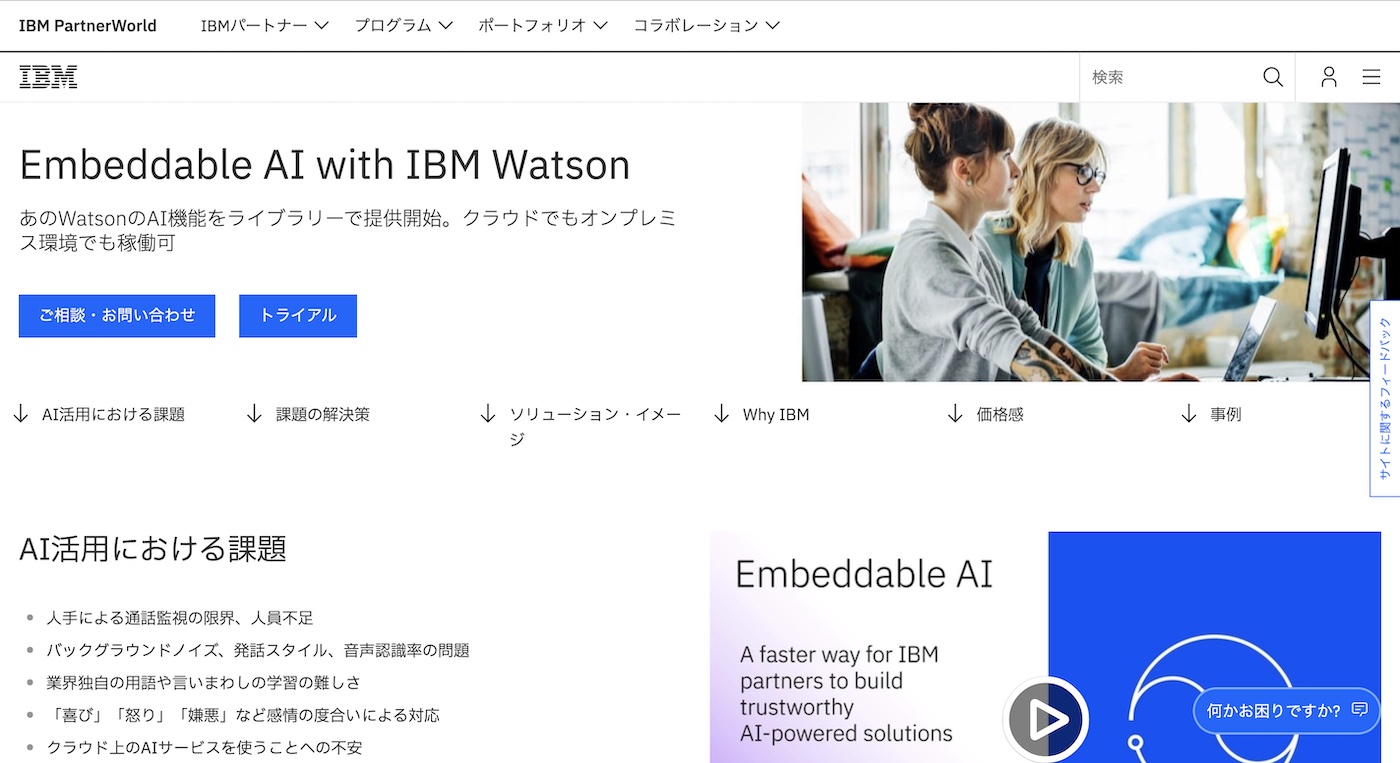 IBM PartnerWorld
IBMパートナー
プログラム
ポートフォリオ
コラボレーション
IBM
検索
Embeddable AI with IBM Watson
あのWatsonのAI機能をライブラリーで提供開始。クラウドでもオンプレミ
ス環境でも稼働可
ご相談・お問い合わせ
トライアル
サイトに関するフィードバック
AI活用における課題
課題の解決策
ソリューション・イメー
ジ
Why IBM
価格感
事例
AI活用における課題
人手による通話監視の限界、人員不足
バックグラウンドノイズ、発話スタイル、音声認識率の問題
業界独自の用語や言いまわしの学習の難しさ
「喜び」「怒り」「嫌悪」など感情の度合いによる対応
クラウド上のAIサービスを使うことへの不安
Embeddable AI
A faster way for IBM
partners to build
trustworthy
AI-powered solutions
何かお困りですか?